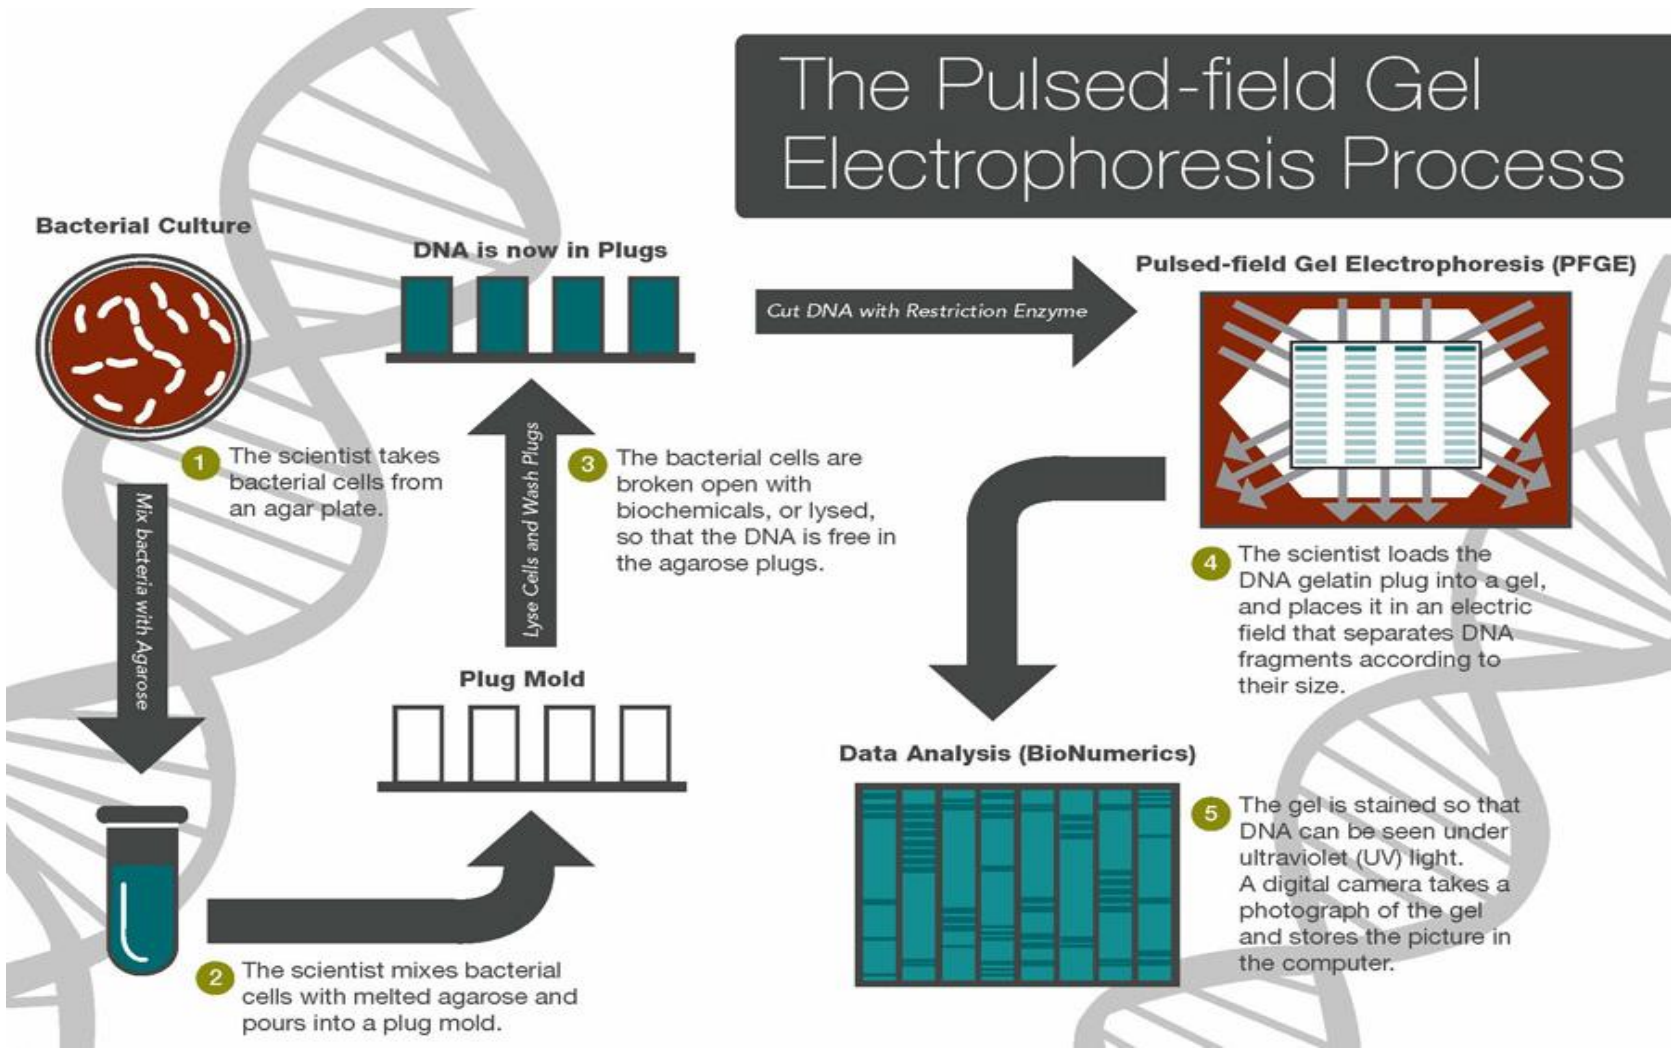 The Pulsed-field Gel
Electrophoresis Process
Bacterial Culture
1
The scientist takes
bacterial cells from
an agar plate.
Mix bacteria with Agarose
2
The scientist mixes bacterial
cells with melted agarose and
pours into a plug mold.
Plug Mold
Lyse Cells and Wash Plugs
3
The bacterial cells are
broken open with
biochemicals, or lysed,
so that the DNA is free in
the agarose plugs.
DNA is now in Plugs
Cut DNA with Restriction Enzyme
Pulsed-field Gel Electrophoresis (PFGE)
4
The scientist loads the
DNA gelatin plug into a gel,
and places it in an electric
field that separates DNA
fragments according to
their size.
Data Analysis (BioNumerics)
5
The gel is stained so that
DNA can be seen under
ultraviolet (UV) light.
A digital camera takes a
photograph of the gel
and stores the picture in
the computer.